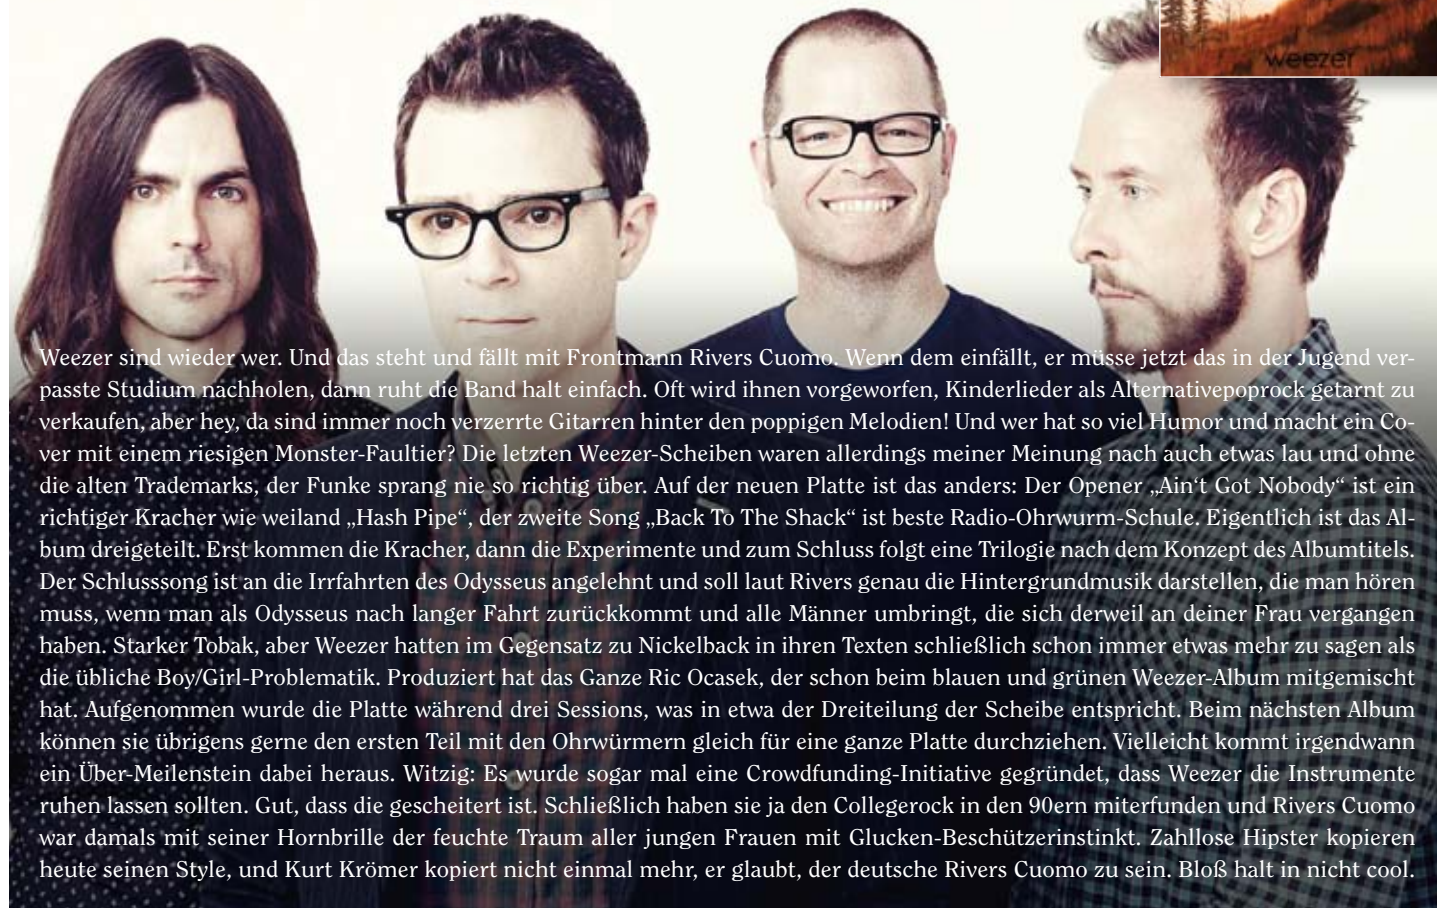 weezer
Weezer sind wieder wer. Und das steht und fällt mit Frontmann Rivers Cuomo. Wenn dem einfällt, er müsse jetzt das in der Jugend ver-
passte Studium nachholen, dann ruht die Band halt einfach. Oft wird ihnen vorgeworfen, Kinderlieder als Alternativepoprock getarnt zu
verkaufen, aber hey, da sind immer noch verzerrte Gitarren hinter den poppigen Melodien! Und wer hat so viel Humor und macht ein Co-
ver mit einem riesigen Monster-Faultier? Die letzten Weezer-Scheiben waren allerdings meiner Meinung nach auch etwas lau und ohne
die alten Trademarks, der Funke sprang nie so richtig über. Auf der neuen Platte ist das anders: Der Opener „Ain‘t Got Nobody“ ist ein
richtiger Kracher wie weiland „Hash Pipe“, der zweite Song „Back To The Shack“ ist beste Radio-Ohrwurm-Schule. Eigentlich ist das Al-
bum dreigeteilt. Erst kommen die Kracher, dann die Experimente und zum Schluss folgt eine Trilogie nach dem Konzept des Albumtitels.
Der Schlusssong ist an die Irrfahrten des Odysseus angelehnt und soll laut Rivers genau die Hintergrundmusik darstellen, die man hören
muss, wenn man als Odysseus nach langer Fahrt zurückkommt und alle Männer umbringt, die sich derweil an deiner Frau vergangen
haben. Starker Tobak, aber Weezer hatten im Gegensatz zu Nickelback in ihren Texten schließlich schon immer etwas mehr zu sagen als
die übliche Boy/Girl-Problematik. Produziert hat das Ganze Ric Ocasek, der schon beim blauen und grünen Weezer-Album mitgemischt
hat. Aufgenommen wurde die Platte während drei Sessions, was in etwa der Dreiteilung der Scheibe entspricht. Beim nächsten Album
können sie übrigens gerne den ersten Teil mit den Ohrwürmern gleich für eine ganze Platte durchziehen. Vielleicht kommt irgendwann
ein Über-Meilenstein dabei heraus. Witzig: Es wurde sogar mal eine Crowdfunding-Initiative gegründet, dass Weezer die Instrumente
ruhen lassen sollten. Gut, dass die gescheitert ist. Schließlich haben sie ja den Collegerock in den 90ern miterfunden und Rivers Cuomo
war damals mit seiner Hornbrille der feuchte Traum aller jungen Frauen mit Glucken-Beschützerinstinkt. Zahllose Hipster kopieren
heute seinen Style, und Kurt Krömer kopiert nicht einmal mehr, er glaubt, der deutsche Rivers Cuomo zu sein. Bloß halt in nicht cool.